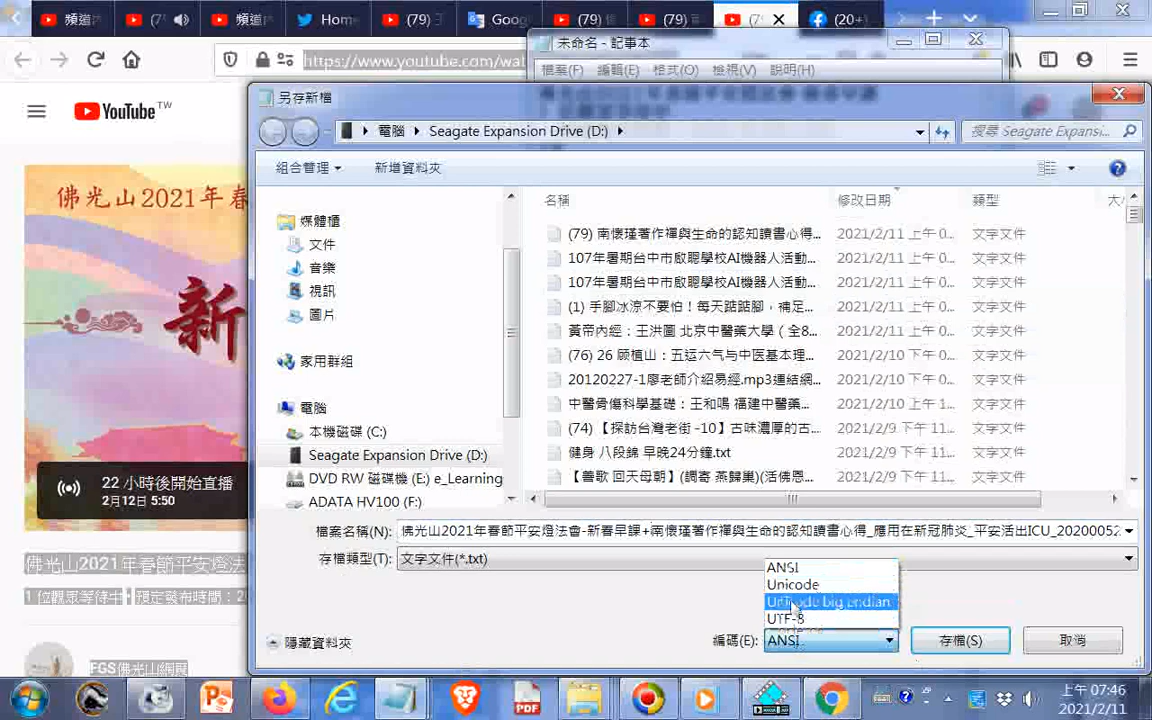 頻道
(7
頻道
Home
(79) 三
Goo
(79)
(79)
(7
(20+
https://www.youtube.com/wat
未命名 - 記事本
檔案(F) 編輯(E) 格式(O) 檢視(V) 說明(H)
YouTube TW
另存新檔
電腦 Seagate Expansion Drive (D:)
搜尋 Seagate Expansi...
組合管理 新增資料夾
媒體櫃
文件
音樂
視訊
圖片
家用群組
電腦
本機磁碟 (C:)
Seagate Expansion Drive (D:)
DVD RW 磁碟機 (E:) e_Learning
ADATA HV100 (F:)
名稱 修改日期 類型 大
(79) 南懷瑾著作禪與生命的認知讀書心得... 2021/2/11 上午 0... 文字文件
107年暑期台中市啟聰學校AI機器人活動... 2021/2/11 上午 0... 文字文件
107年暑期台中市啟聰學校AI機器人活動... 2021/2/11 上午 0... 文字文件
(1) 手腳冰涼不要怕！每天踮踮腳，補足... 2021/2/11 上午 0... 文字文件
黃帝內經：王洪圖 北京中醫藥大學（全8... 2021/2/11 上午 0... 文字文件
(76) 26 顾植山：五运六气与中医基本理... 2021/2/10 下午 0... 文字文件
20120227-1廖老師介紹易經.mp3連結網... 2021/2/10 下午 0... 文字文件
中醫骨傷科學基礎：王和鳴 福建中醫藥... 2021/2/10 上午 1... 文字文件
(74) 【探訪台灣老街 -10】古味濃厚的古... 2021/2/9 下午 11... 文字文件
健身 八段錦 早晚24分鐘.txt 2021/2/9 下午 11... 文字文件
【善歌 回天母朝】(調寄 燕歸巢)(活佛恩... 2021/2/9 下午 11... 文字文件
檔案名稱(N): 佛光山2021年春節平安燈法會-新春早課+南懷瑾著作禪與生命的認知讀書心得_應用在新冠肺炎_平安活出ICU_20200052
存檔類型(T): 文字文件(*.txt)
ANSI
Unicode
Unicode big endian
UTF-8
隱藏資料夾 編碼(E): ANSI 存檔(S) 取消
佛光山2021年春
新
22 小時後開始直播
2月12日 5:50
佛光山2021年春節平安燈法
1 位觀眾等待中 • 預定發布時間：2
FGS佛光山網
上午 07:46
2021/2/11